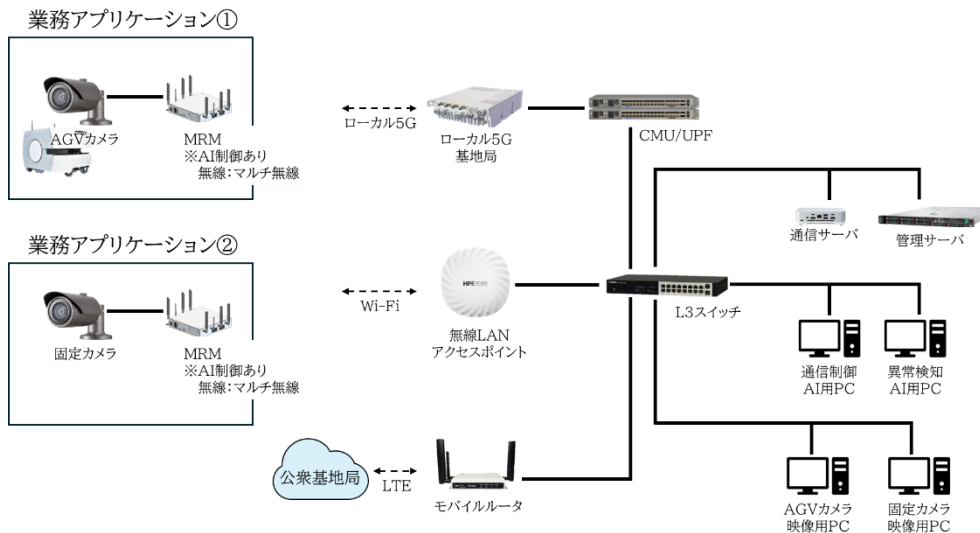 業務アプリケーション①
AGVカメラ
MRM
※AI制御あり
無線：マルチ無線
ローカル5G
ローカル5G
基地局
CMU/UPF
通信サーバ
管理サーバ
業務アプリケーション②
固定カメラ
MRM
※AI制御あり
無線：マルチ無線
Wi-Fi
HPE
無線LAN
アクセスポイント
L3スイッチ
通信制御
AI用PC
異常検知
AI用PC
公衆基地局
LTE
モバイルルータ
AGVカメラ
映像用PC
固定カメラ
映像用PC